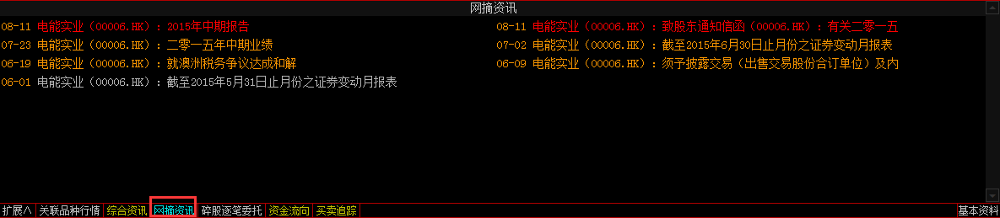 网摘资讯
08-11 电能实业（00006.HK）：2015年中期报告
08-11 电能实业（00006.HK）：致股东通知信函（00006.HK）：有关二零一五
07-23 电能实业（00006.HK）：二零一五年中期业绩
07-02 电能实业（00006.HK）：截至2015年6月30日止月份之证券变动月报表
06-19 电能实业（00006.HK）：就澳洲税务争议达成和解
06-09 电能实业（00006.HK）：须予披露交易（出售交易股份合订单位）及内
06-01 电能实业（00006.HK）：截至2015年5月31日止月份之证券变动月报表
扩展∧ 关联品种行情 综合资讯 网摘资讯 碎股逐笔委托 资金流向 买卖追踪 基本资料